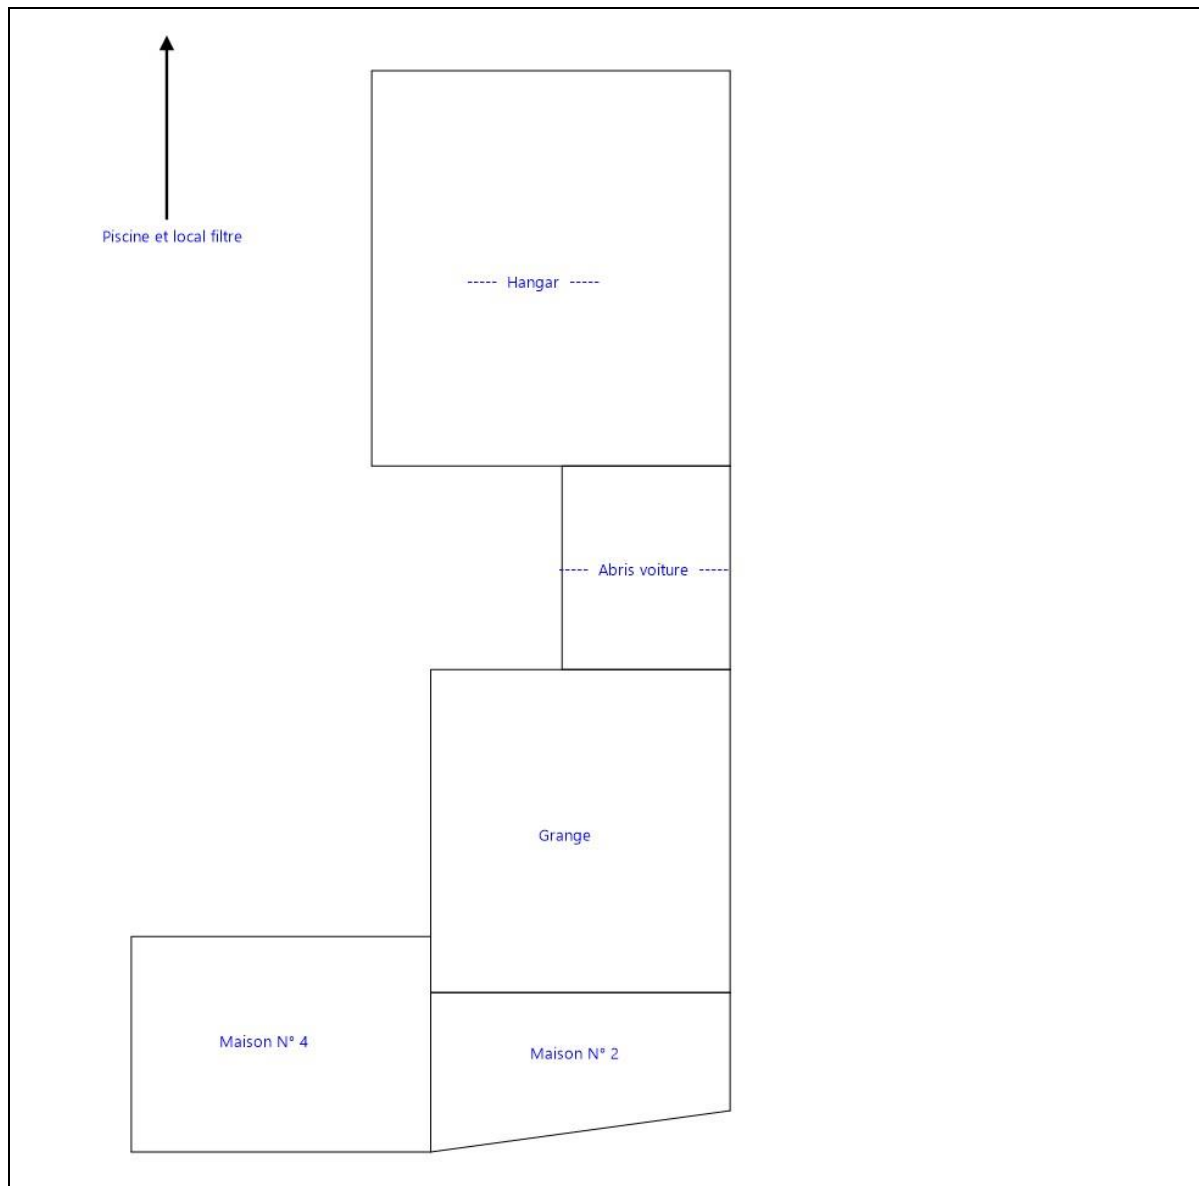 Piscine et local filtre
----- Hangar -----
----- Abris voiture -----
Grange
Maison N° 4
Maison N° 2